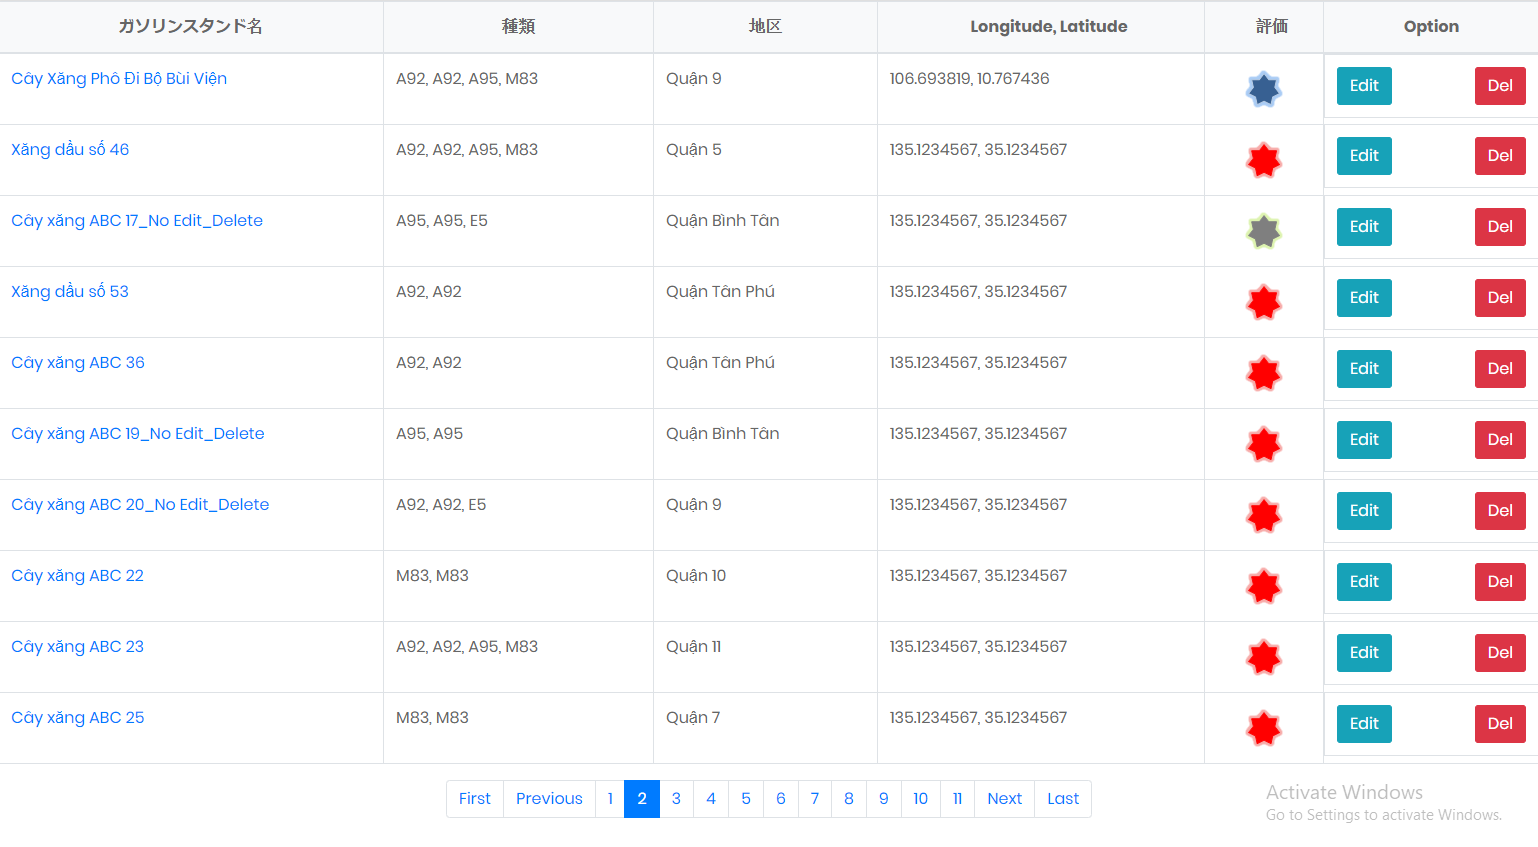 ガソリンスタンド名 種類 地区 Longitude, Latitude 評価 Option
Cây Xăng Phô Đi Bộ Bùi Viện A92, A92, A95, M83 Quận 9 106.693819, 10.767436 Edit Del
Xăng dầu số 46 A92, A92, A95, M83 Quận 5 135.1234567, 35.1234567 Edit Del
Cây xăng ABC 17_No Edit_Delete A95, A95, E5 Quận Bình Tân 135.1234567, 35.1234567 Edit Del
Xăng dầu số 53 A92, A92 Quận Tân Phú 135.1234567, 35.1234567 Edit Del
Cây xăng ABC 36 A92, A92 Quận Tân Phú 135.1234567, 35.1234567 Edit Del
Cây xăng ABC 19_No Edit_Delete A95, A95 Quận Bình Tân 135.1234567, 35.1234567 Edit Del
Cây xăng ABC 20_No Edit_Delete A92, A92, E5 Quận 9 135.1234567, 35.1234567 Edit Del
Cây xăng ABC 22 M83, M83 Quận 10 135.1234567, 35.1234567 Edit Del
Cây xăng ABC 23 A92, A92, A95, M83 Quận 11 135.1234567, 35.1234567 Edit Del
Cây xăng ABC 25 M83, M83 Quận 7 135.1234567, 35.1234567 Edit Del
First Previous 1 2 3 4 5 6 7 8 9 10 11 Next Last
Activate Windows
Go to Settings to activate Windows.